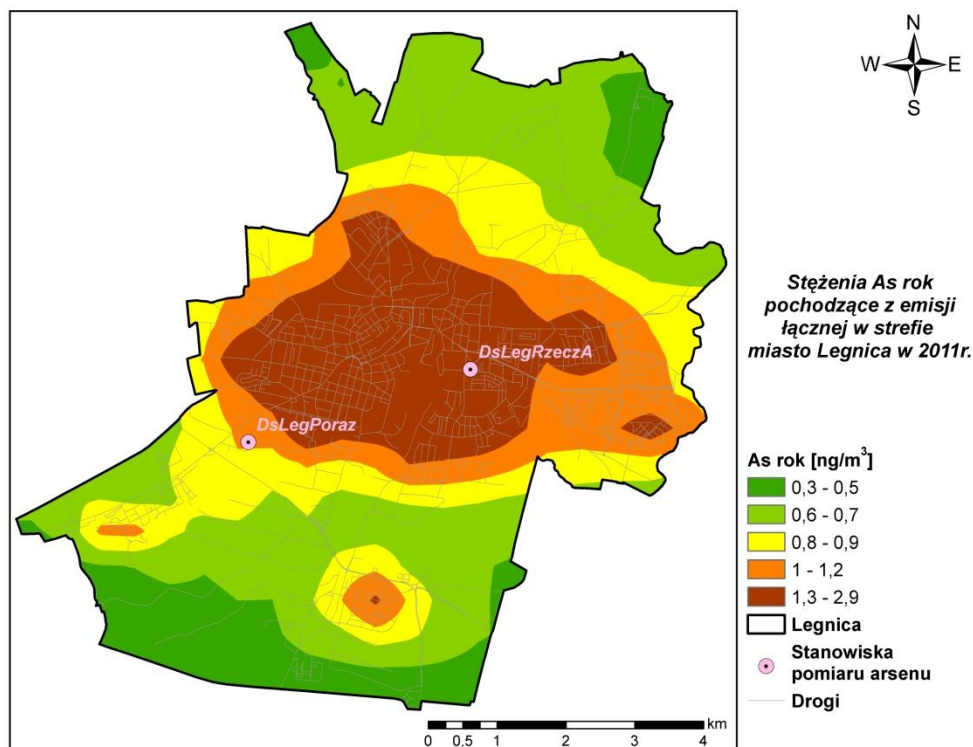 N
W E
S
Stężenia As rok
pochodzące z emisji
łącznej w strefie
miasto Legnica w 2011r.
DsLegRzeczA
DsLegPoraz
As rok [ng/m³]
0,3 - 0,5
0,6 - 0,7
0,8 - 0,9
1 - 1,2
1,3 - 2,9
Legnica
Stanowiska
pomiaru arsenu
Drogi
km
0 0,5 1 2 3 4